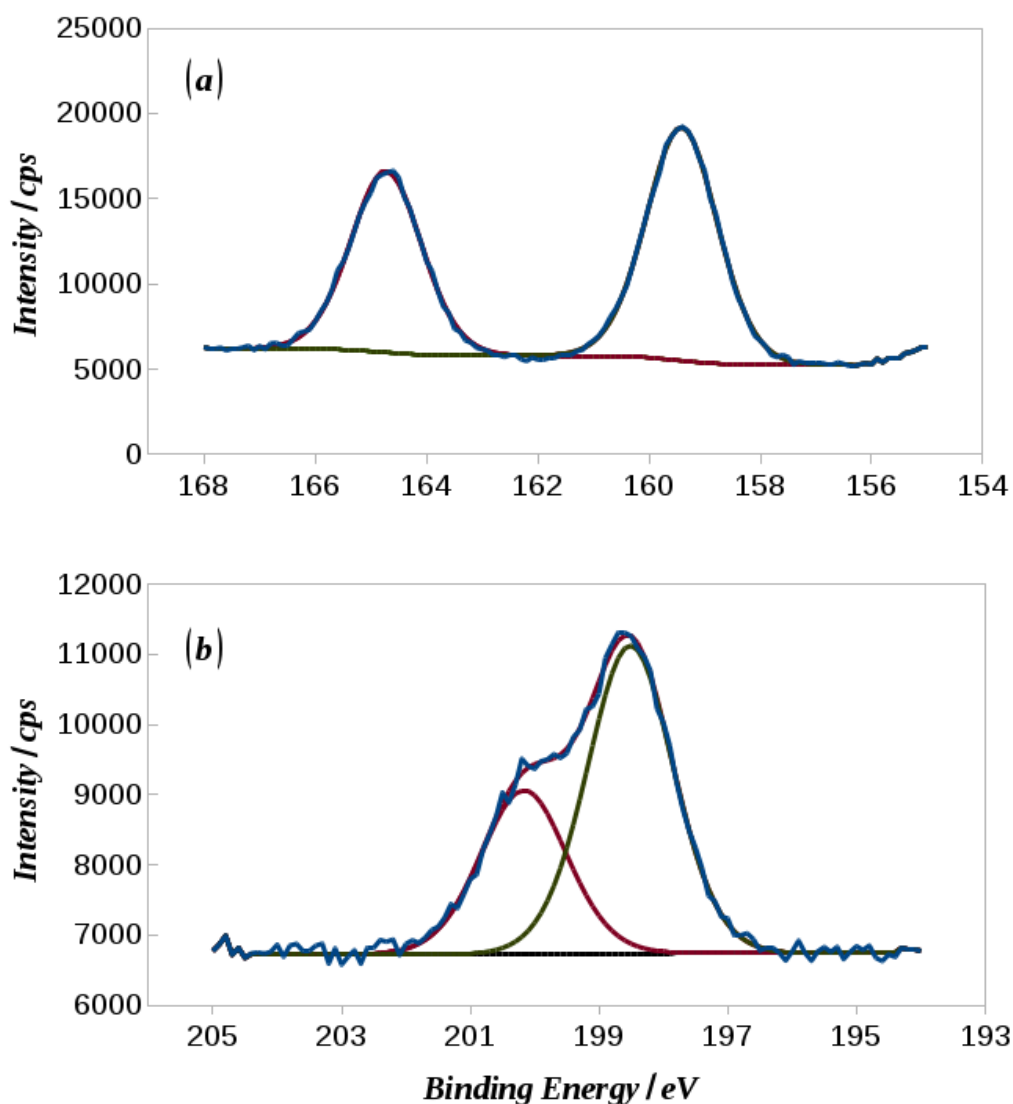 25000
(a)
20000
15000
10000
5000
0
Intensity / cps
168 166 164 162 160 158 156 154
12000
(b)
11000
10000
9000
8000
7000
6000
Intensity / cps
205 203 201 199 197 195 193
Binding Energy / eV